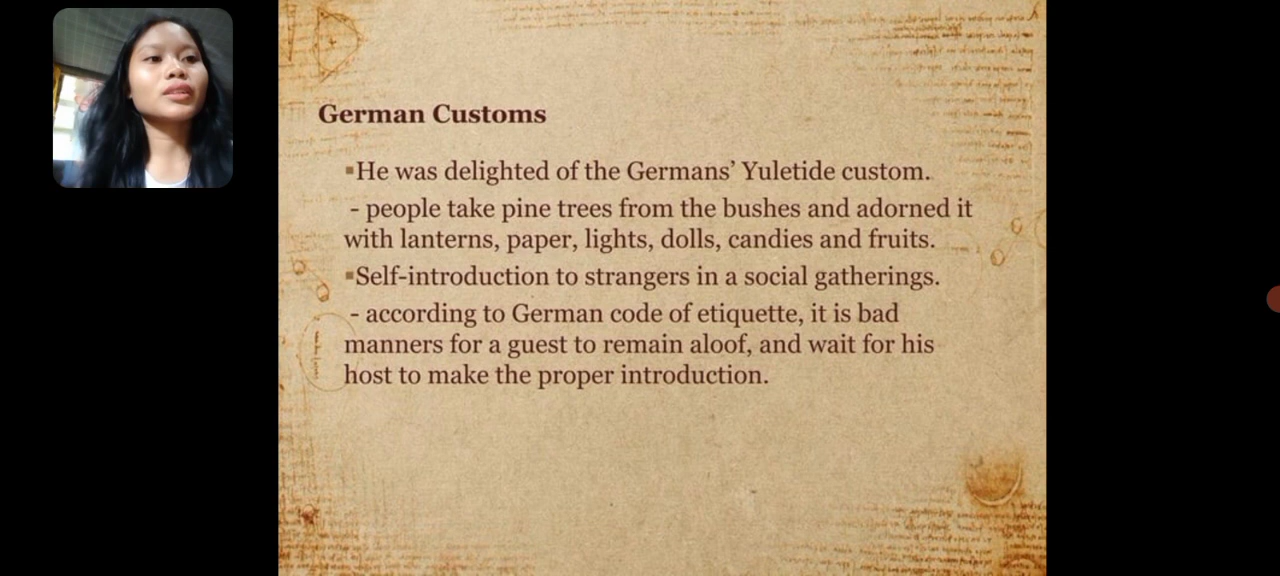 German Customs
▪He was delighted of the Germans’ Yuletide custom.
- people take pine trees from the bushes and adorned it
with lanterns, paper, lights, dolls, candies and fruits.
▪Self-introduction to strangers in a social gatherings.
- according to German code of etiquette, it is bad
manners for a guest to remain aloof, and wait for his
host to make the proper introduction.